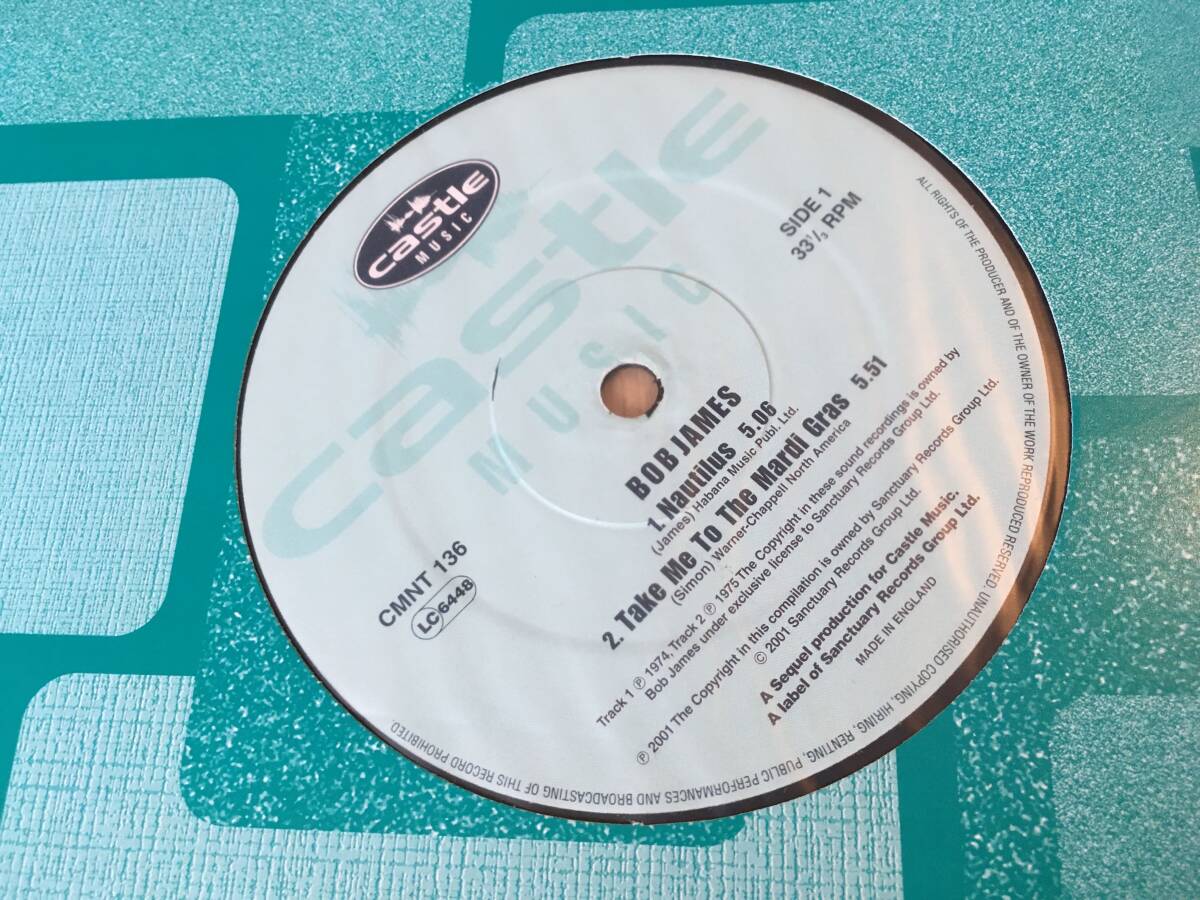 castle
MUSIC
castle
MUSIC
SIDE 1
33⅓ RPM
CMNT 136
LC 6448
BOB JAMES
1. Nautilus 5.06
(James) Habana Music Publ. Ltd.
2. Take Me To The Mardi Gras 5.51
(Simon) Warner-Chappell North America
Track 1 ℗ 1974, Track 2 ℗ 1975 The Copyright in these sound recordings is owned by
Bob James under exclusive license to Sanctuary Records Group Ltd.
℗ 2001 The Copyright in this compilation is owned by Sanctuary Records Group Ltd.
© 2001 Sanctuary Records Group Ltd.
A Sequel production for Castle Music.
A label of Sanctuary Records Group Ltd.
MADE IN ENGLAND
ALL RIGHTS OF THE PRODUCER AND OF THE OWNER OF THE WORK REPRODUCED RESERVED. UNAUTHORISED COPYING, HIRING, RENTING, PUBLIC PERFORMANCES AND BROADCASTING OF THIS RECORD PROHIBITED